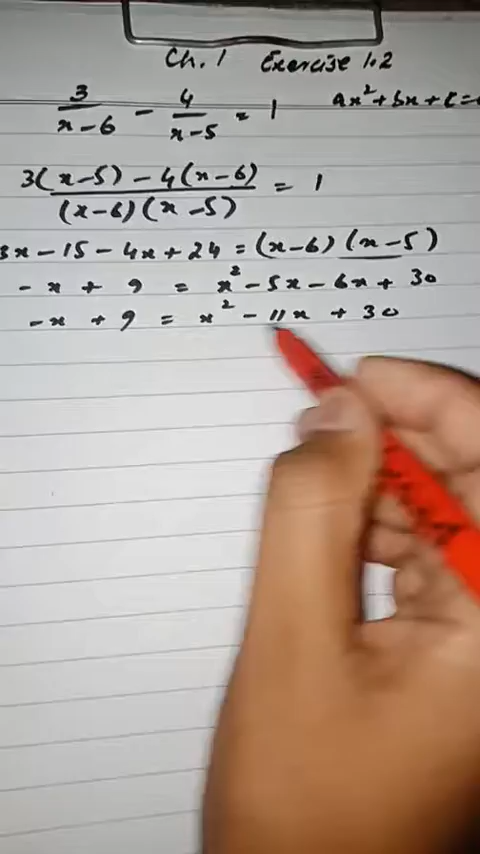 Ch. 1 Exercise 1.2
3/(x-6) - 4/(x-5) = 1 ax² + bx + c =
(3(x-5) - 4(x-6))/((x-6)(x-5)) = 1
3x - 15 - 4x + 24 = (x-6)(x-5)
- x + 9 = x² - 5x - 6x + 30
-x + 9 = x² - 11x + 30